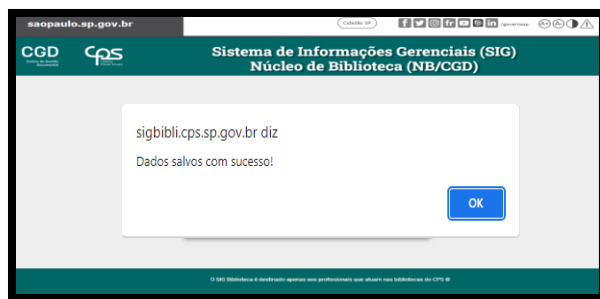 saopaulo.sp.gov.br
Cidadão SP
/governosp
A+ A-
CGD
CPS
Sistema de Informações Gerenciais (SIG)
Núcleo de Biblioteca (NB/CGD)
sigbibli.cps.sp.gov.br diz
Dados salvos com sucesso!
OK
O SIG Biblioteca é destinado apenas aos profissionais que atuam nas bibliotecas do CPS ©